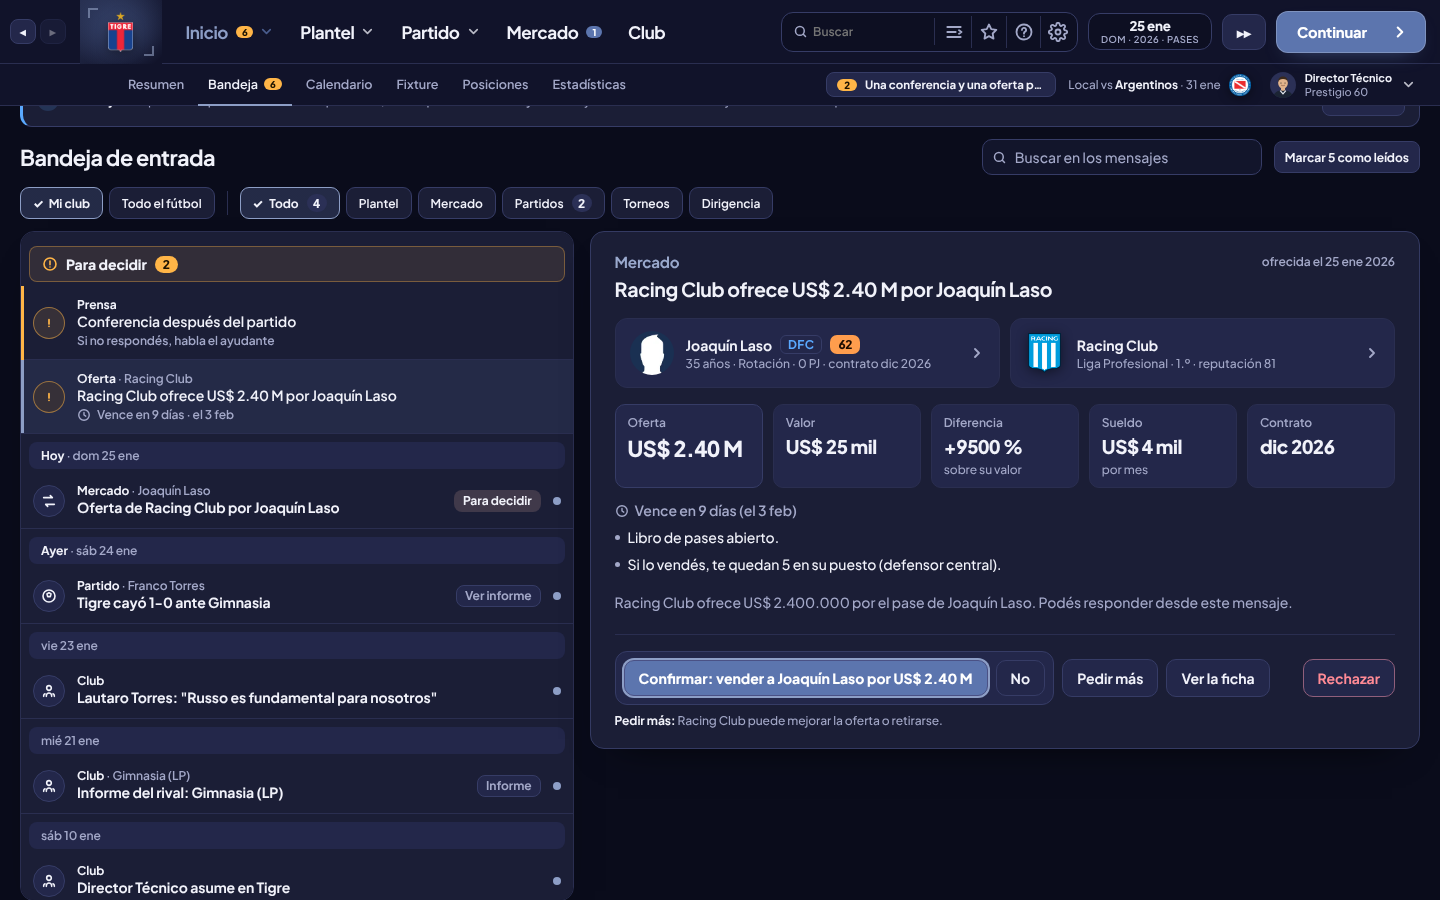 TIGRE
Inicio 6
Plantel
Partido
Mercado 1
Club
Buscar
25 ene
DOM · 2026 · PASES
Continuar
Resumen
Bandeja 6
Calendario
Fixture
Posiciones
Estadísticas
2 Una conferencia y una oferta p...
Local vs Argentinos · 31 ene
Director Técnico
Prestigio 60
Bandeja de entrada
Buscar en los mensajes
Marcar 5 como leídos
Mi club
Todo el fútbol
Todo 4
Plantel
Mercado
Partidos 2
Torneos
Dirigencia
Para decidir 2
Prensa
Conferencia después del partido
Si no respondés, habla el ayudante
Oferta · Racing Club
Racing Club ofrece US$ 2.40 M por Joaquín Laso
Vence en 9 días · el 3 feb
Hoy · dom 25 ene
Mercado · Joaquín Laso
Oferta de Racing Club por Joaquín Laso
Para decidir
Ayer · sáb 24 ene
Partido · Franco Torres
Tigre cayó 1-0 ante Gimnasia
Ver informe
vie 23 ene
Club
Lautaro Torres: "Russo es fundamental para nosotros"
mié 21 ene
Club · Gimnasia (LP)
Informe del rival: Gimnasia (LP)
Informe
sáb 10 ene
Club
Director Técnico asume en Tigre
Mercado
ofrecida el 25 ene 2026
Racing Club ofrece US$ 2.40 M por Joaquín Laso
Joaquín Laso DFC 62
35 años · Rotación · 0 PJ · contrato dic 2026
RACING
Racing Club
Liga Profesional · 1.º · reputación 81
Oferta
US$ 2.40 M
Valor
US$ 25 mil
Diferencia
+9500 %
sobre su valor
Sueldo
US$ 4 mil
por mes
Contrato
dic 2026
Vence en 9 días (el 3 feb)
Libro de pases abierto.
Si lo vendés, te quedan 5 en su puesto (defensor central).
Racing Club ofrece US$ 2.400.000 por el pase de Joaquín Laso. Podés responder desde este mensaje.
Confirmar: vender a Joaquín Laso por US$ 2.40 M
No
Pedir más
Ver la ficha
Rechazar
Pedir más: Racing Club puede mejorar la oferta o retirarse.